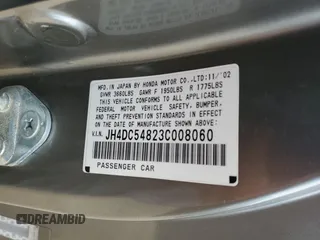 MFD. IN JAPAN BY HONDA MOTOR CO.,LTD:11/'02
GVWR 3660LBS GAWR F 1950LBS R 1775LBS
THIS VEHICLE CONFORMS TO ALL APPLICABLE
FEDERAL MOTOR VEHICLE SAFETY, BUMPER,
AND THEFT PREVENTION STANDARDS IN EFFECT
ON THE DATE OF MANUFACTURE SHOWN ABOVE.
V.I.N. JH4DC54823C008060
PASSENGER CAR
DREAMBID